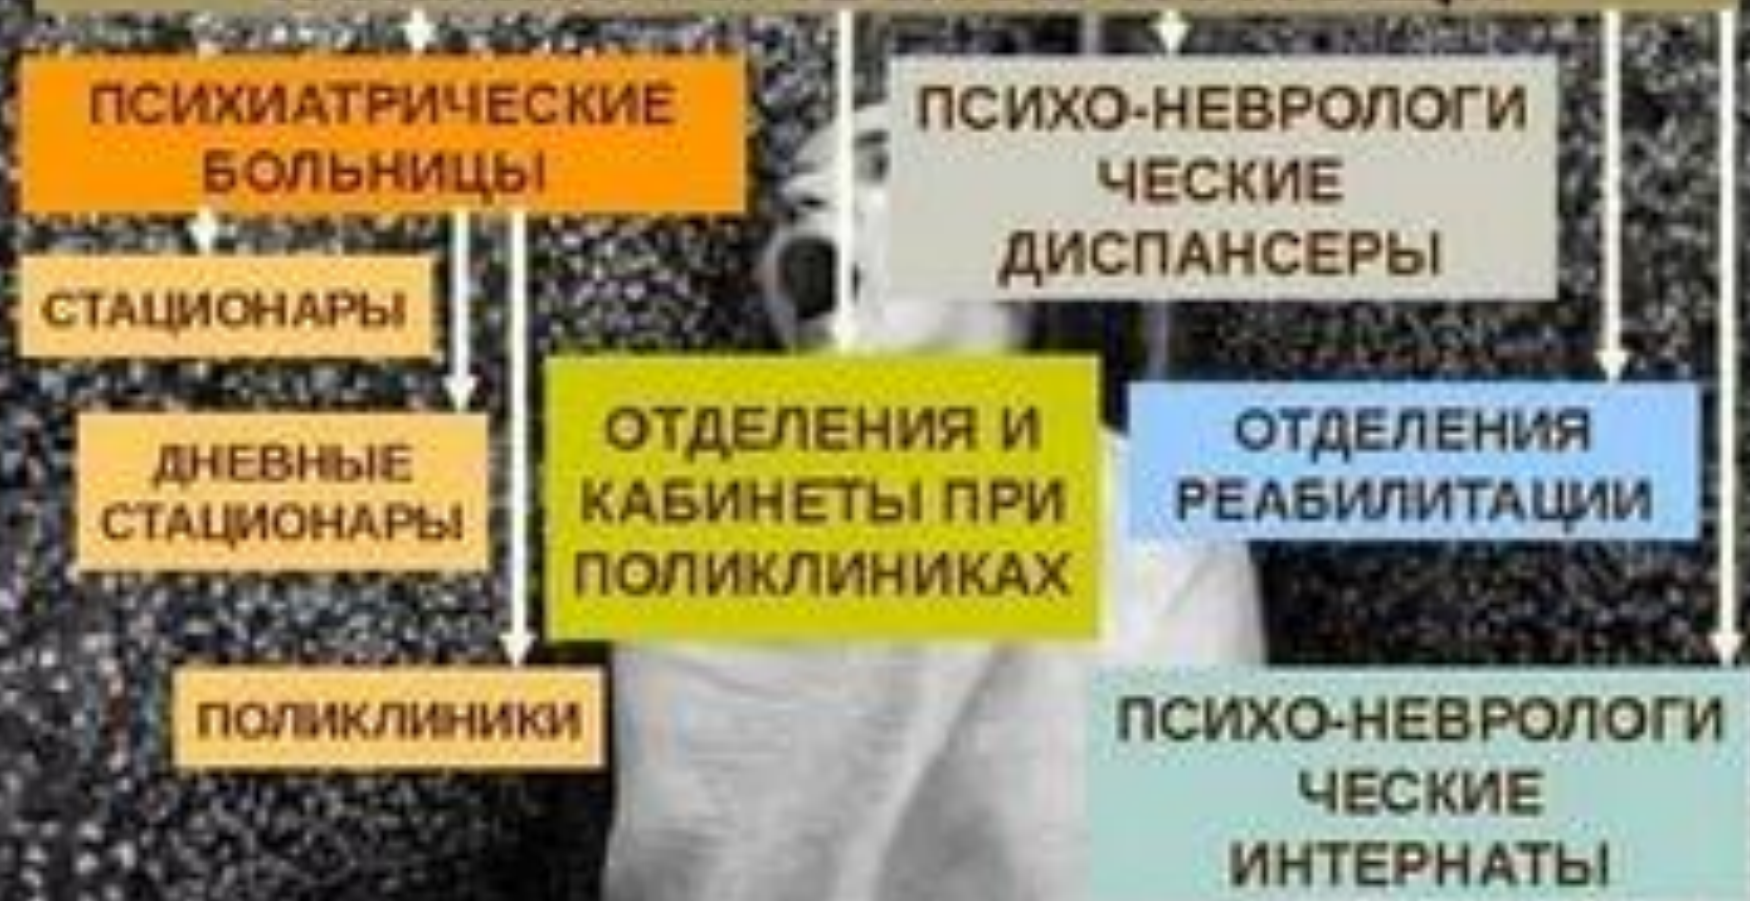 ПСИХИАТРИЧЕСКИЕ
БОЛЬНИЦЫ
ПСИХО-НЕВРОЛОГИ
ЧЕСКИЕ
ДИСПАНСЕРЫ
СТАЦИОНАРЫ
ДНЕВНЫЕ
СТАЦИОНАРЫ
ОТДЕЛЕНИЯ И
КАБИНЕТЫ ПРИ
ПОЛИКЛИНИКАХ
ОТДЕЛЕНИЯ
РЕАБИЛИТАЦИИ
ПОЛИКЛИНИКИ
ПСИХО-НЕВРОЛОГИ
ЧЕСКИЕ
ИНТЕРНАТЫ